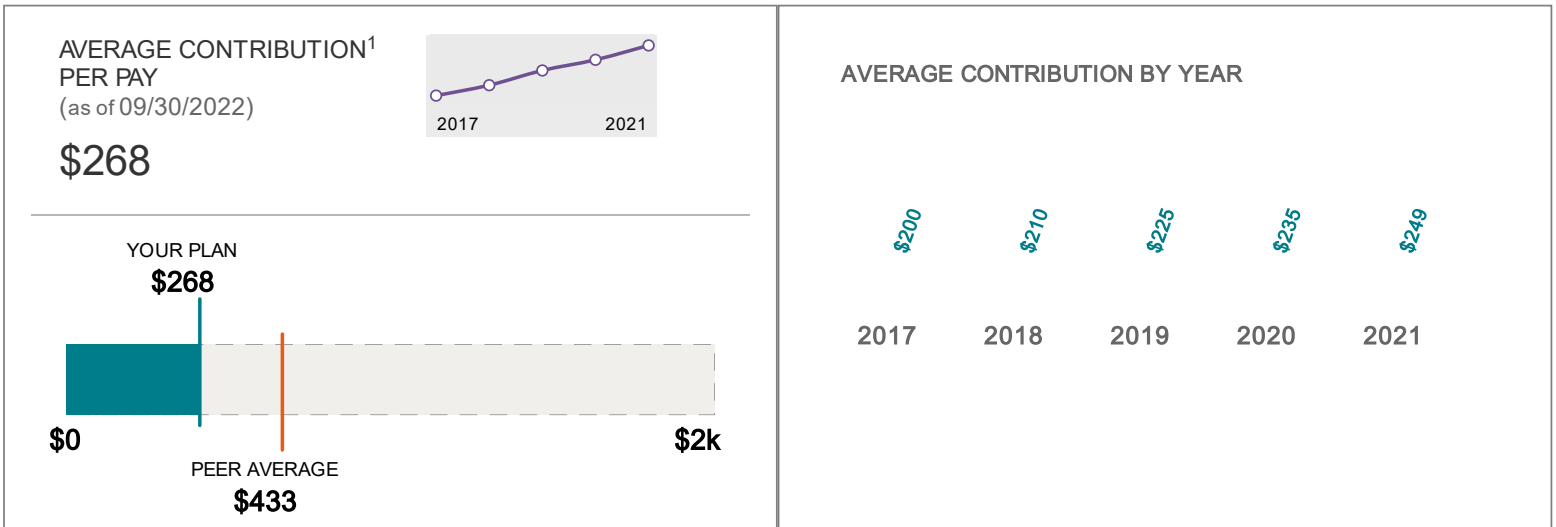 AVERAGE CONTRIBUTION1
PER PAY
(as of 09/30/2022)
$268
2017 2021
YOUR PLAN
$268
$0 $2k
PEER AVERAGE
$433
AVERAGE CONTRIBUTION BY YEAR
$200 $210 $225 $235 $249
2017 2018 2019 2020 2021